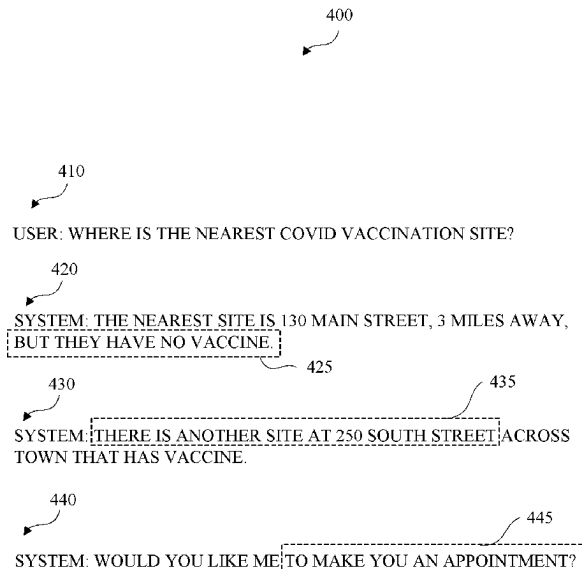 400
410
USER: WHERE IS THE NEAREST COVID VACCINATION SITE?
420
SYSTEM: THE NEAREST SITE IS 130 MAIN STREET, 3 MILES AWAY,
BUT THEY HAVE NO VACCINE.
425
430
435
SYSTEM: THERE IS ANOTHER SITE AT 250 SOUTH STREET ACROSS
TOWN THAT HAS VACCINE.
440
445
SYSTEM: WOULD YOU LIKE ME TO MAKE YOU AN APPOINTMENT?